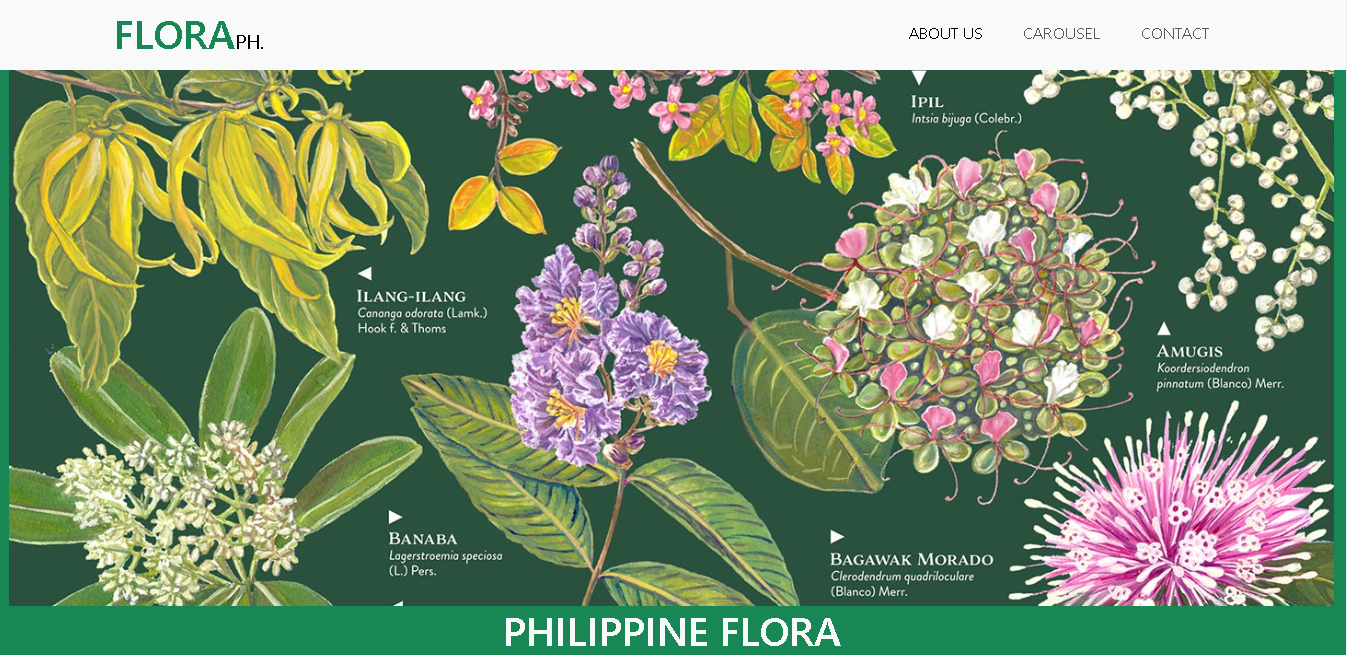 FLORAPH.
ABOUT US
CAROUSEL
CONTACT
IPIL
Intsia bijuga (Colebr.)
ILANG-ILANG
Cananga odorata (Lamk.)
Hook f. & Thoms
AMUGIS
Koordersiodendron
pinnatum (Blanco) Merr.
BANABA
Lagerstroemia speciosa
(L.) Pers.
BAGAWAK MORADO
Clerodendrum quadriloculare
(Blanco) Merr.
PHILIPPINE FLORA